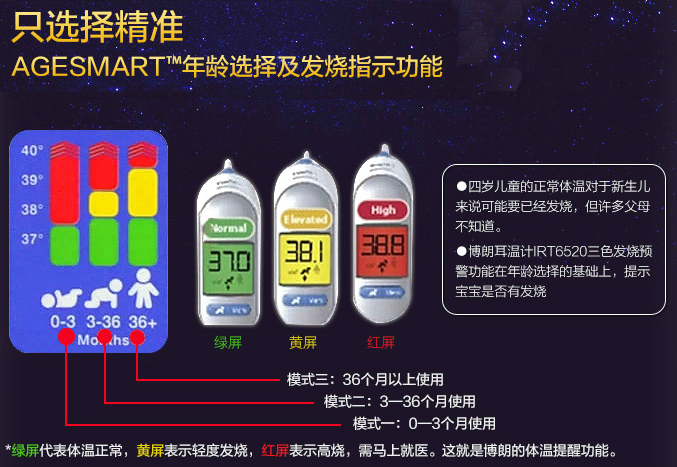 只选择精准
AGESMART™年龄选择及发烧指示功能
40°
39°
38°
37°
0-3 3-36 36+
Months
Normal
37.0
Elevated
38.1
High
38.8
绿屏
黄屏
红屏
●四岁儿童的正常体温对于新生儿
来说可能要已经发烧，但许多父母
不知道。
●博朗耳温计IRT6520三色发烧预
警功能在年龄选择的基础上，提示
宝宝是否有发烧
模式三：36个月以上使用
模式二：3—36个月使用
模式一：0—3个月使用
*绿屏代表体温正常，黄屏表示轻度发烧，红屏表示高烧，需马上就医。这就是博朗的体温提醒功能。